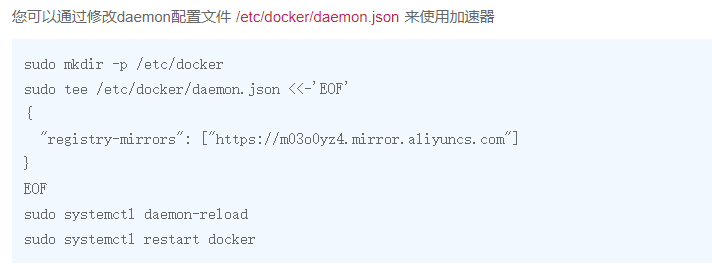 您可以通过修改daemon配置文件 /etc/docker/daemon.json 来使用加速器
sudo mkdir -p /etc/docker
sudo tee /etc/docker/daemon.json <<-'EOF'
{
  "registry-mirrors": ["https://m03o0yz4.mirror.aliyuncs.com"]
}
EOF
sudo systemctl daemon-reload
sudo systemctl restart docker